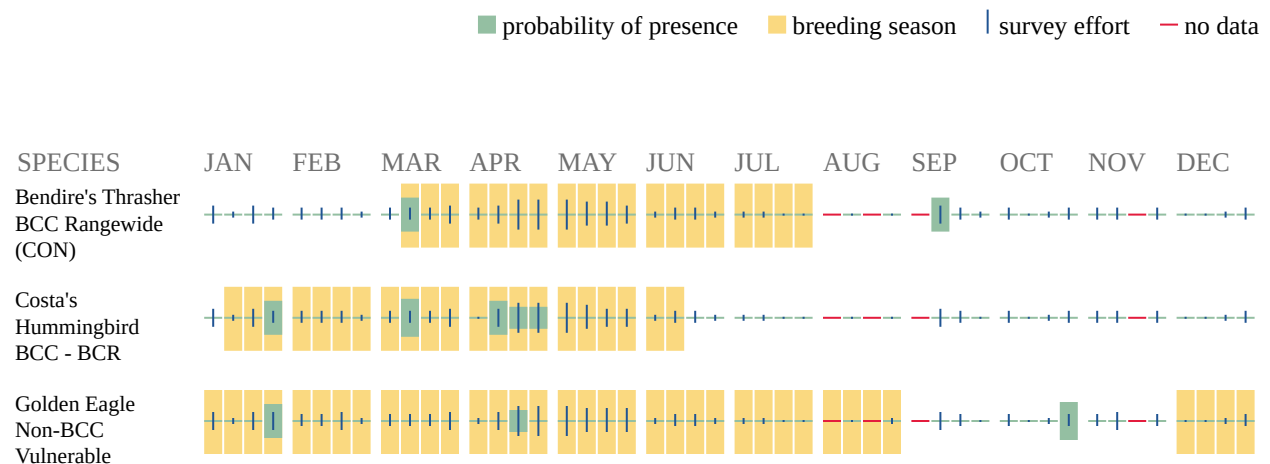 probability of presence breeding season survey effort no data
SPECIES JAN FEB MAR APR MAY JUN JUL AUG SEP OCT NOV DEC
Bendire's Thrasher
BCC Rangewide
(CON)
Costa's
Hummingbird
BCC - BCR
Golden Eagle
Non-BCC
Vulnerable